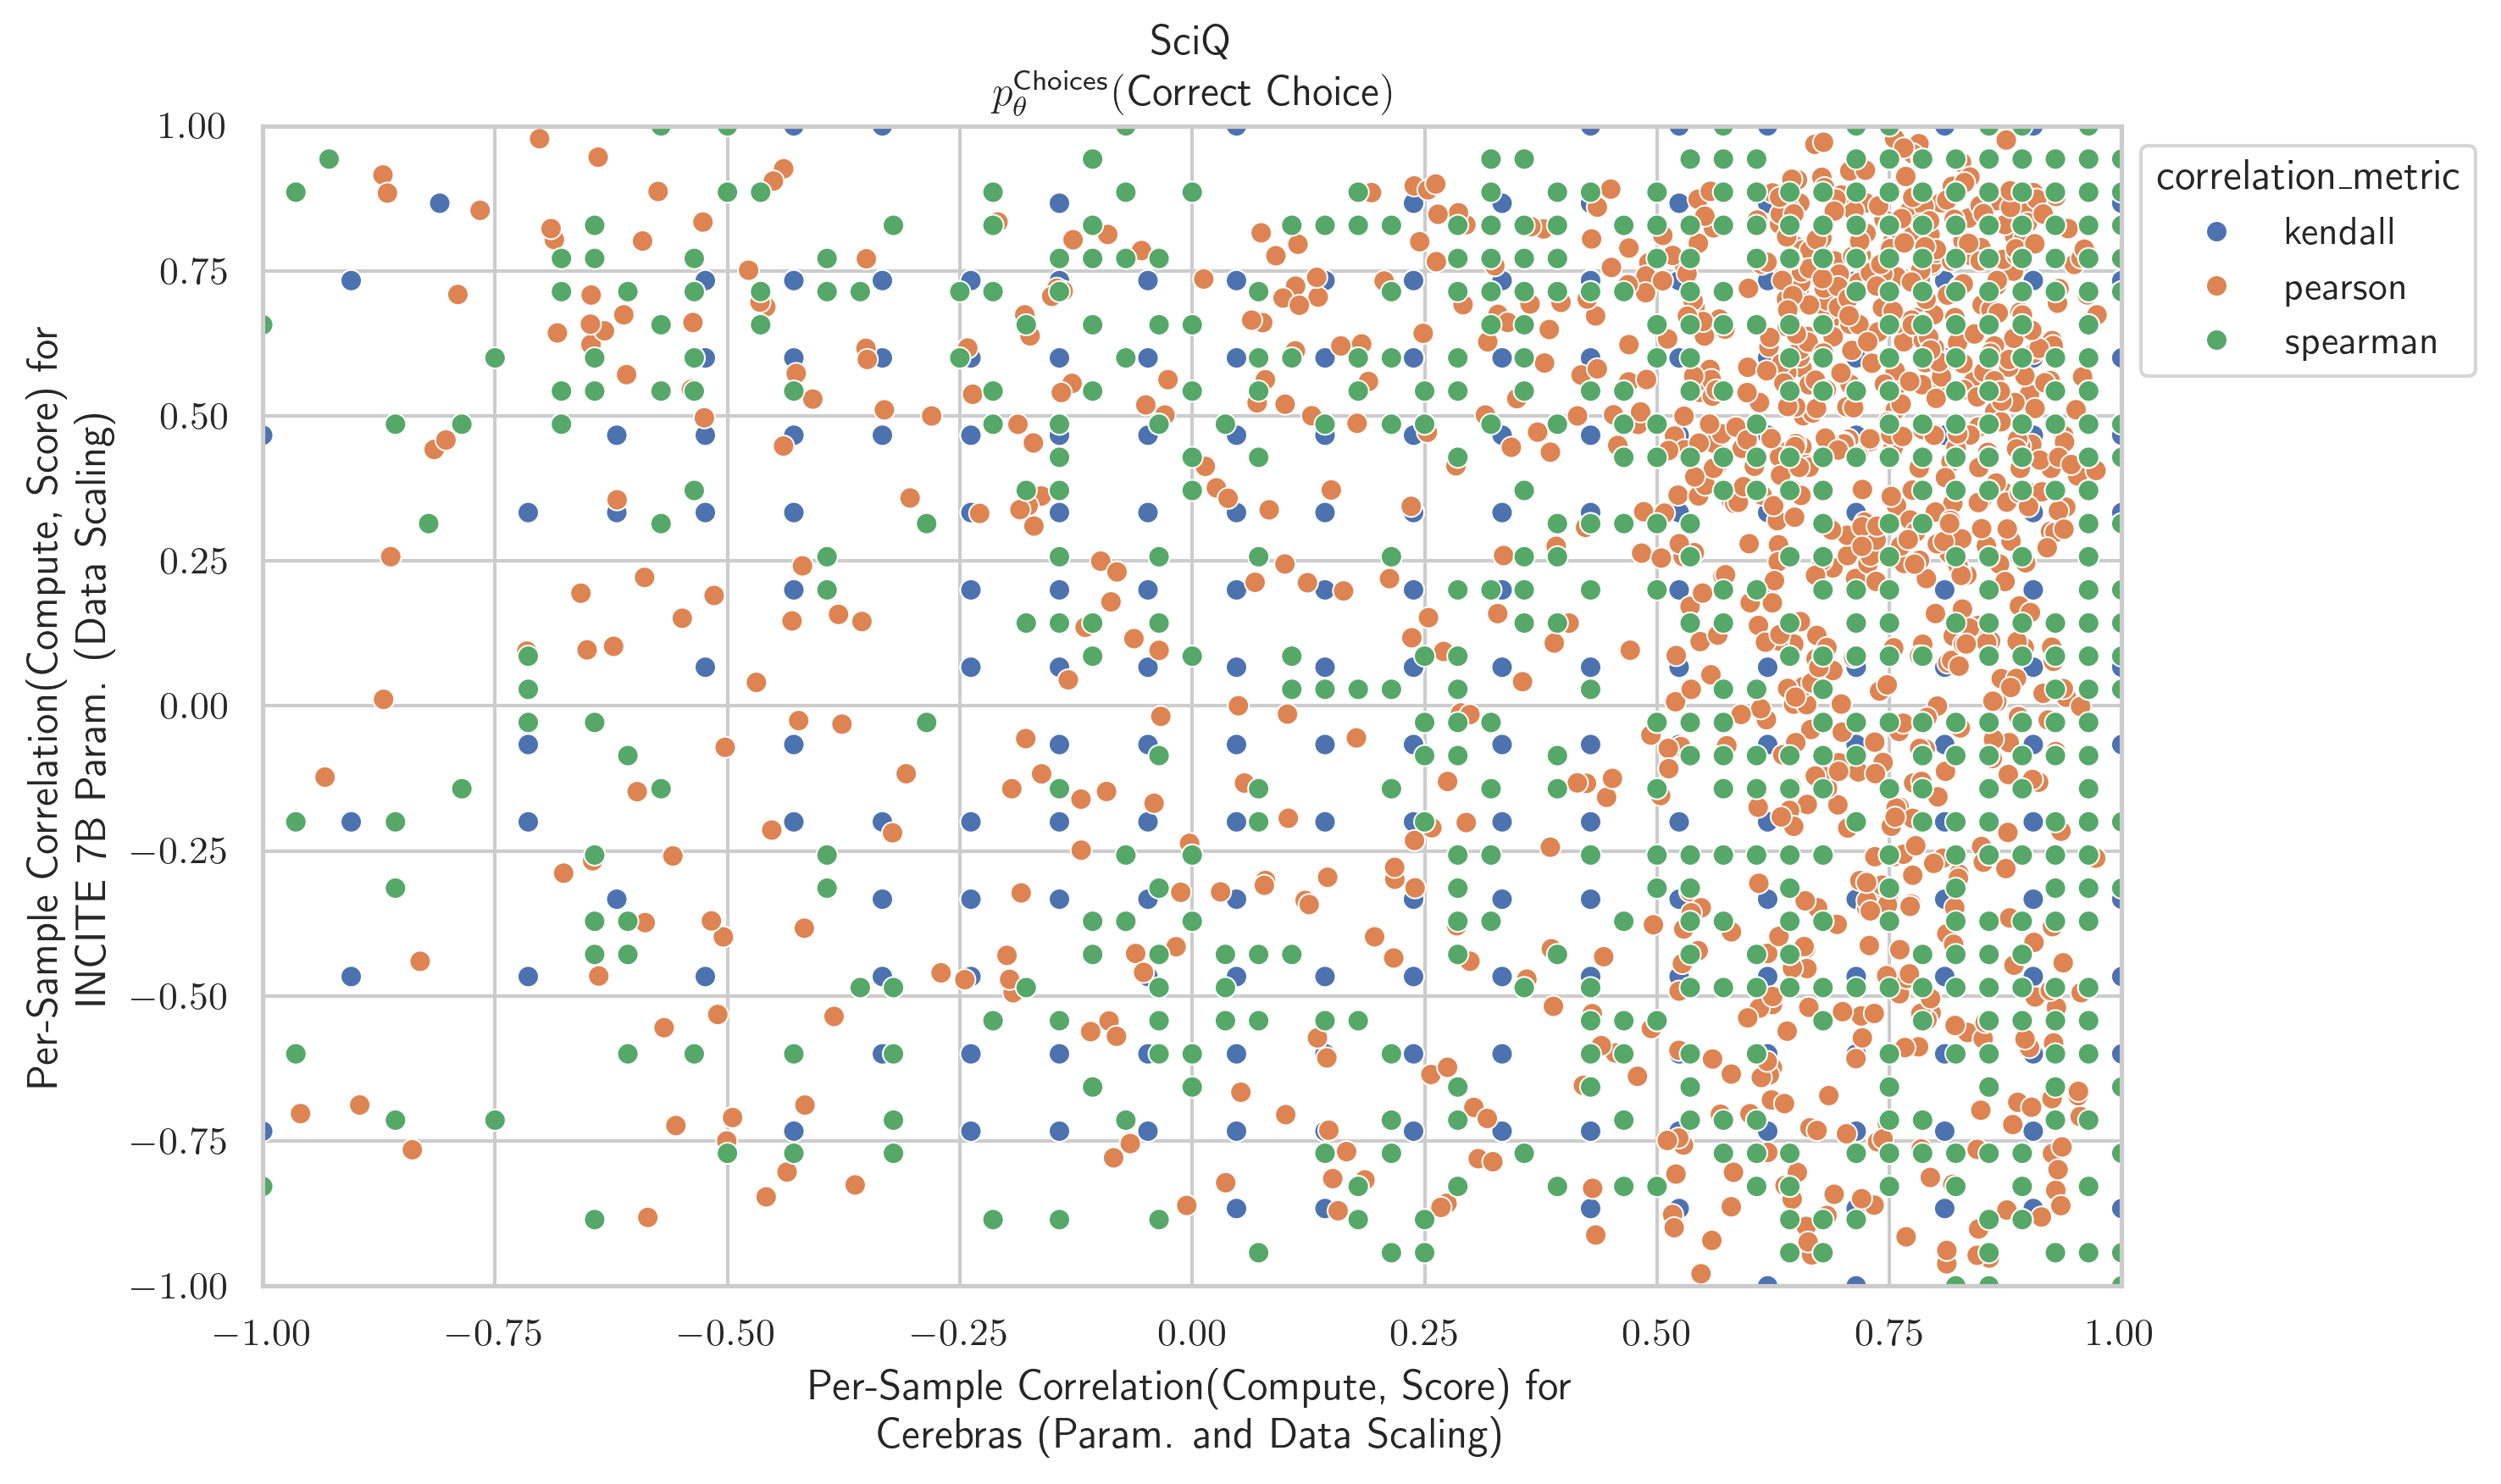 SciQ
p_θ^Choices(Correct Choice)
Per-Sample Correlation(Compute, Score) for
INCITE 7B Param. (Data Scaling)
1.00
0.75
0.50
0.25
0.00
−0.25
−0.50
−0.75
−1.00
−1.00 −0.75 −0.50 −0.25 0.00 0.25 0.50 0.75 1.00
Per-Sample Correlation(Compute, Score) for
Cerebras (Param. and Data Scaling)
correlation_metric
kendall
pearson
spearman